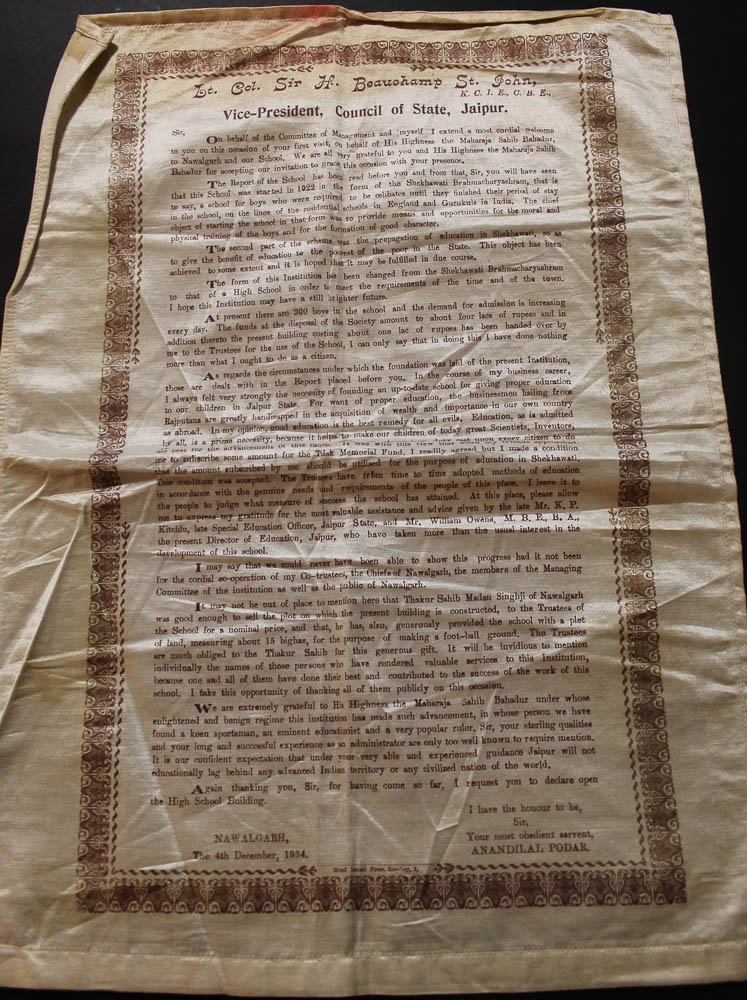 Lt. Col. Sir H. Beauchamp St. John,
K. C. I. E., C. B. E.,
Vice-President, Council of State, Jaipur.
Sir,
On behalf of the Committee of Management and myself I extend a most cordial welcome
to you on this occasion of your first visit, on behalf of His Highness the Maharaja Sahib Bahadur,
to Nawalgarh and our School. We are all very grateful to you and His Highness the Maharaja Sahib
Bahadur for accepting our invitation to grace this occasion with your presence.
The Report of the School has been read before you and from that, Sir, you will have seen
that this School was started in 1922 in the form of the Shekhawati Brahmacharyashram, that is
to say, a school for boys who were required to be celibates until they finished their period of stay
in the school, on the lines of the residential schools in England and Gurukuls in India. The chief
object of starting the school in that form was to provide means and opportunities for the moral and
physical training of the boys and for the formation of good character.
The second part of the scheme was the propagation of education in Shekhawati, so as
to give the benefit of education to the poorest of the poor in the State. This object has been
achieved to some extent and it is hoped that it may be fulfilled in due course.
The form of this Institution has been changed from the Shekhawati Brahmacharyashram
to that of a High School in order to meet the requirements of the time and of the town.
I hope this Institution may have a still brighter future.
At present there are 300 boys in the school and the demand for admission is increasing
every day. The funds at the disposal of the Society amount to about four lacs of rupees and in
addition thereto the present building costing about one lac of rupees has been handed over by
me to the Trustees for the use of the School, I can only say that in doing this I have done nothing
more than what I ought to do as a citizen.
As regards the circumstances under which the foundation was laid of the present Institution,
these are dealt with in the Report placed before you. In the course of my business career,
I always felt very strongly the necessity of founding an up-to-date school for giving proper education
to our children in Jaipur State. For want of proper education, the businessmen hailing from
Rajputana are greatly handicapped in the acquisition of wealth and importance in our own country
as abroad. In my opinion, good education is the best remedy for all evils. Education, as is admitted
by all, is a prime necessity, because it helps to make our children of today great Scientists, Inventors,
his best for the advancement of this cause. It was with this view
me to subscribe some amount for the Tilak Memorial Fund, I readily agreed but I made a condition
that the amount subscribed by me should be utilised for the purpose of education in Shekhawati.
This condition was accepted. The Trustees have from time to time adopted methods of education
in accordance with the genuine needs and requirements of the people of this place. I leave it to
the people to judge what measure of success the school has attained. At this place, please allow
me to express my gratitude for the most valuable assistance and advice given by the late Mr. K. P.
Kitchlu, late Special Education Officer, Jaipur State, and Mr. William Owens, M. B. E., B. A.,
the present Director of Education, Jaipur, who have taken more than the usual interest in the
development of this school.
I may say that we could never have been able to show this progress had it not been
for the cordial co-operation of my Co-trustees, the Chiefs of Nawalgarh, the members of the Managing
Committee of the institution as well as the public of Nawalgarh.
It may not be out of place to mention here that Thakur Sahib Madan Singhji of Nawalgarh
was good enough to sell the plot on which the present building is constructed, to the Trustees of
the School for a nominal price, and that, he has, also, generously provided the school with a plot
of land, measuring about 15 bighas, for the purpose of making a foot-ball ground. The Trustees
are much obliged to the Thakur Sahib for this generous gift. It will be invidious to mention
individually the names of those persons who have rendered valuable services to this Institution,
because one and all of them have done their best and contributed to the success of the work of this
school. I take this opportunity of thanking all of them publicly on this occasion.
We are extremely grateful to His Highness the Maharaja Sahib Bahadur under whose
enlightened and benign regime this institution has made such advancement, in whose person we have
found a keen sportsman, an eminent educationist and a very popular ruler. Sir, your sterling qualities
and your long and successful experience as an administrator are only too well known to require mention.
It is our confident expectation that under your very able and experienced guidance Jaipur will not
educationally lag behind any advanced Indian territory or any civilized nation of the world.
Again thanking you, Sir, for having come so far, I request you to declare open
the High School Building.
I have the honour to be,
Sir,
Your most obedient servent,
ANANDILAL PODAR.
NAWALGARH,
The 4th December, 1934.
Press, Bombay, 2.